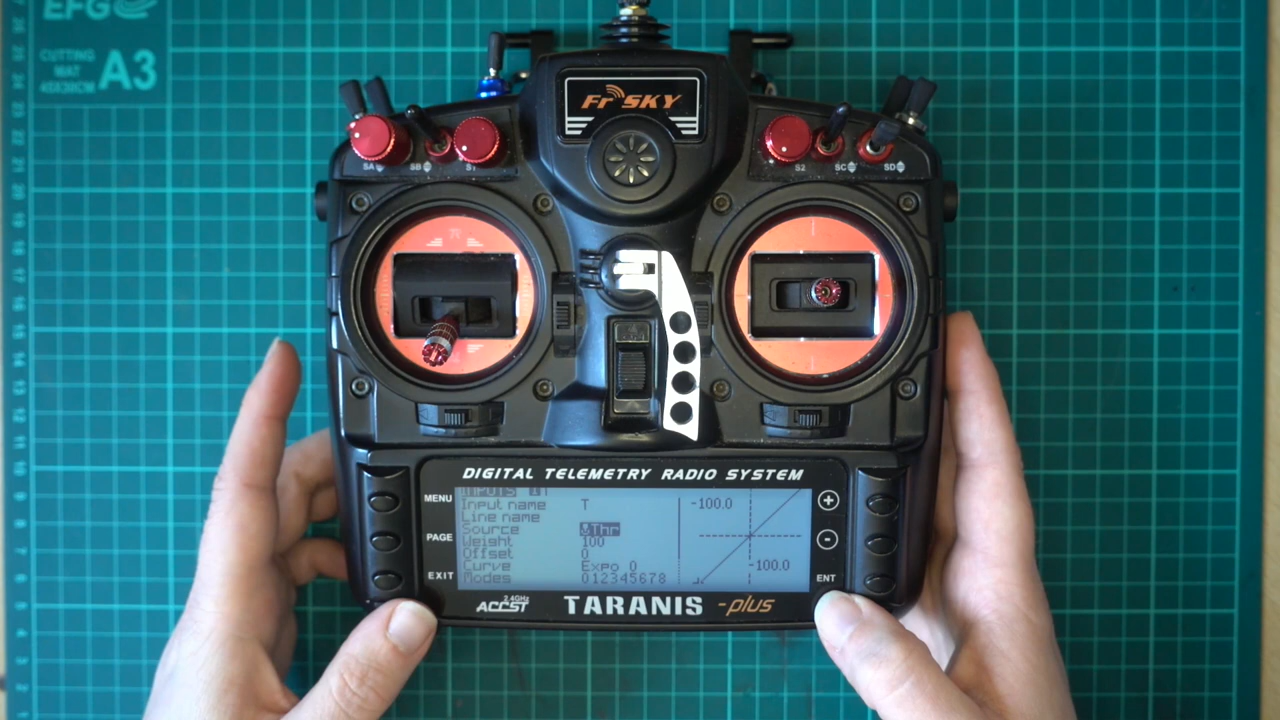 EFG
CUTTING
MAT
A3
FrSKY
SA
SB
S1
S2
SC
SD
DIGITAL TELEMETRY RADIO SYSTEM
MENU
PAGE
EXIT
INPUTS
Input name T
Line name
Source Thr
Weight 100
Offset 0
Curve Expo 0
Modes 012345678
-100.0
-100.0
+
-
ENT
2.4GHz
ACCST
TARANIS -plus